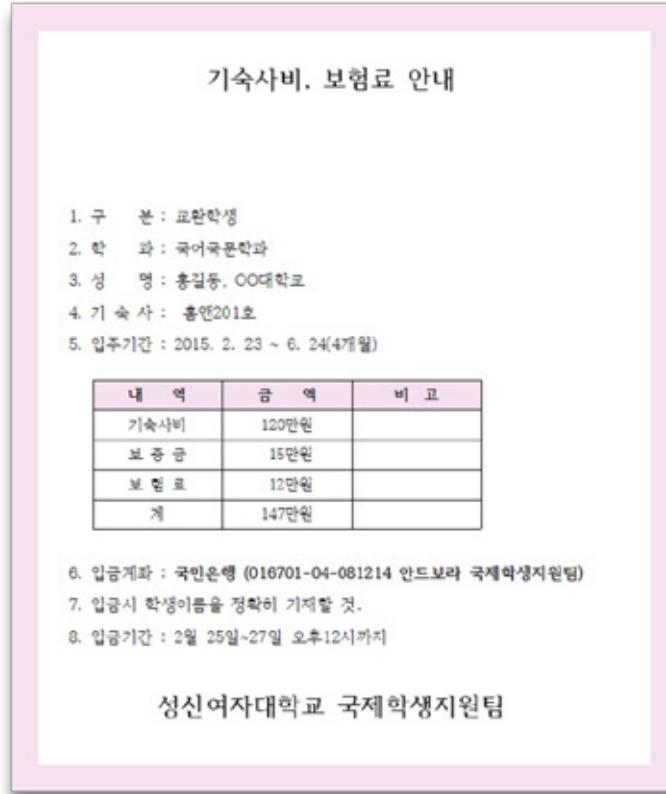 기숙사비, 보험료 안내
1. 구 분 : 교환학생
2. 학 과 : 국어국문학과
3. 성 명 : 홍길동, OO대학교
4. 기 숙 사 : 홈앤201호
5. 입주기간 : 2015. 2. 23 ~ 6. 24(4개월)
내 역 금 액 비 고
기숙사비 120만원
보 증 금 15만원
보 험 료 12만원
계 147만원
6. 입금계좌 : 국민은행 (016701-04-081214 안드보라 국제학생지원팀)
7. 입금시 학생이름을 정확히 기재할 것.
8. 입금기간 : 2월 25일~27일 오후12시까지
성신여자대학교 국제학생지원팀